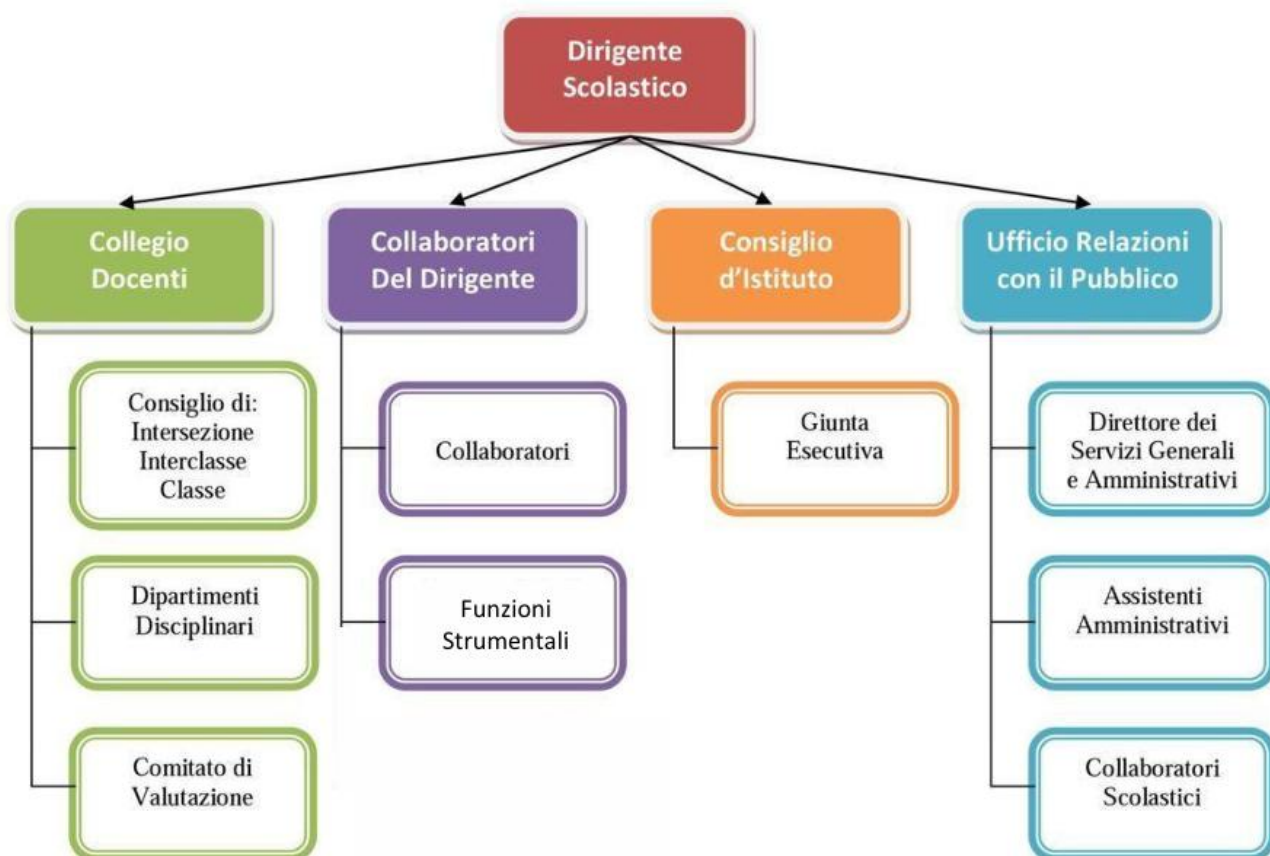 Dirigente
Scolastico
Collegio
Docenti
Collaboratori
Del Dirigente
Consiglio
d’Istituto
Ufficio Relazioni
con il Pubblico
Consiglio di:
Intersezione
Interclasse
Classe
Dipartimenti
Disciplinari
Comitato di
Valutazione
Collaboratori
Funzioni
Strumentali
Giunta
Esecutiva
Direttore dei
Servizi Generali
e Amministrativi
Assistenti
Amministrativi
Collaboratori
Scolastici